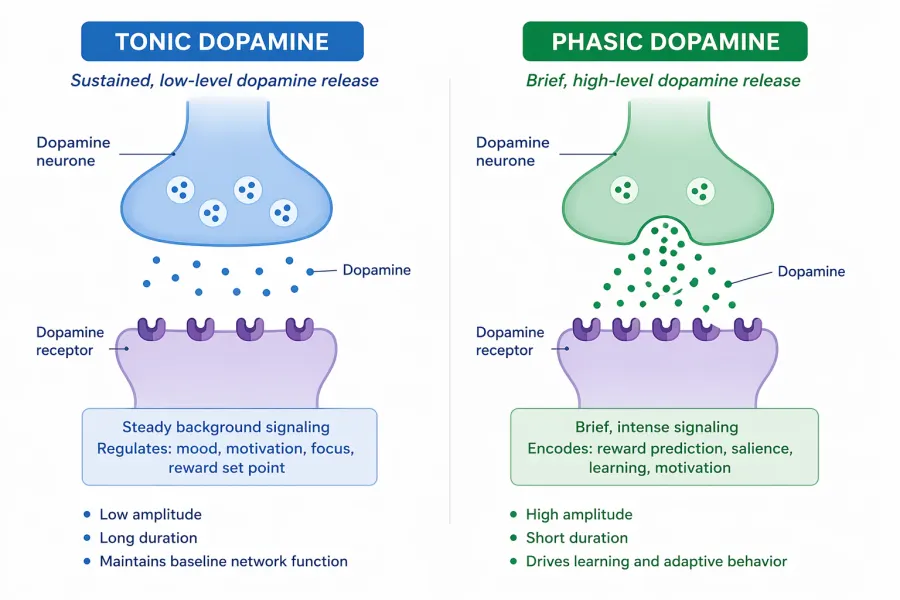 TONIC DOPAMINE
Sustained, low-level dopamine release
Dopamine
neurone
Dopamine
Dopamine
receptor
Steady background signaling
Regulates: mood, motivation, focus,
reward set point
• Low amplitude
• Long duration
• Maintains baseline network function
PHASIC DOPAMINE
Brief, high-level dopamine release
Dopamine
neurone
Dopamine
Dopamine
receptor
Brief, intense signaling
Encodes: reward prediction, salience,
learning, motivation
• High amplitude
• Short duration
• Drives learning and adaptive behavior